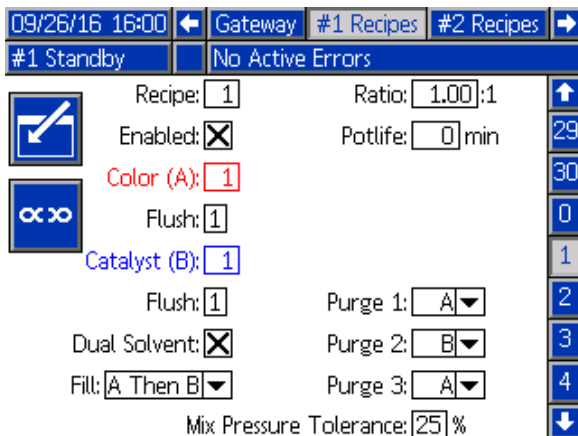 09/26/16 16:00 Gateway #1 Recipes #2 Recipes
#1 Standby No Active Errors
Recipe: 1 Ratio: 1.00 :1
Enabled: Potlife: 0 min
Color (A): 1
Flush: 1
Catalyst (B): 1
Flush: 1 Purge 1: A
Dual Solvent: Purge 2: B
Fill: A Then B Purge 3: A
Mix Pressure Tolerance: 25 %
29
30
0
1
2
3
4